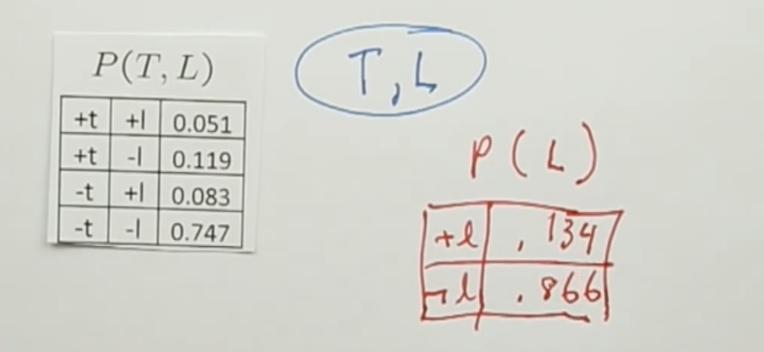 P(T, L)
+t +l 0.051
+t -l 0.119
-t +l 0.083
-t -l 0.747
T, L
P(L)
+l .134
¬l .866